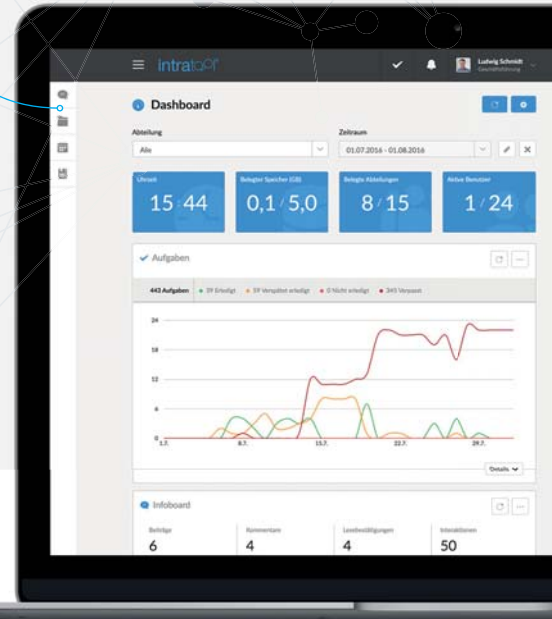 intratool
Ludwig Schmidt
Geschäftsführung
Dashboard
Abteilung
Zeitraum
Alle
01.07.2016 - 01.08.2016
Uhrzeit
Belegter Speicher (GB)
Belegte Abteilungen
Aktive Benutzer
15:44
0,1 / 5,0
8 / 15
1 / 24
Aufgaben
443 Aufgaben
39 Erledigt
59 Verspätet erledigt
0 Nicht erledigt
345 Verpasst
24
18
12
6
0
1.7.
8.7.
15.7.
22.7.
29.7.
Details
Infoboard
Beiträge
Kommentare
Lesebestätigungen
Interaktionen
6
4
4
50